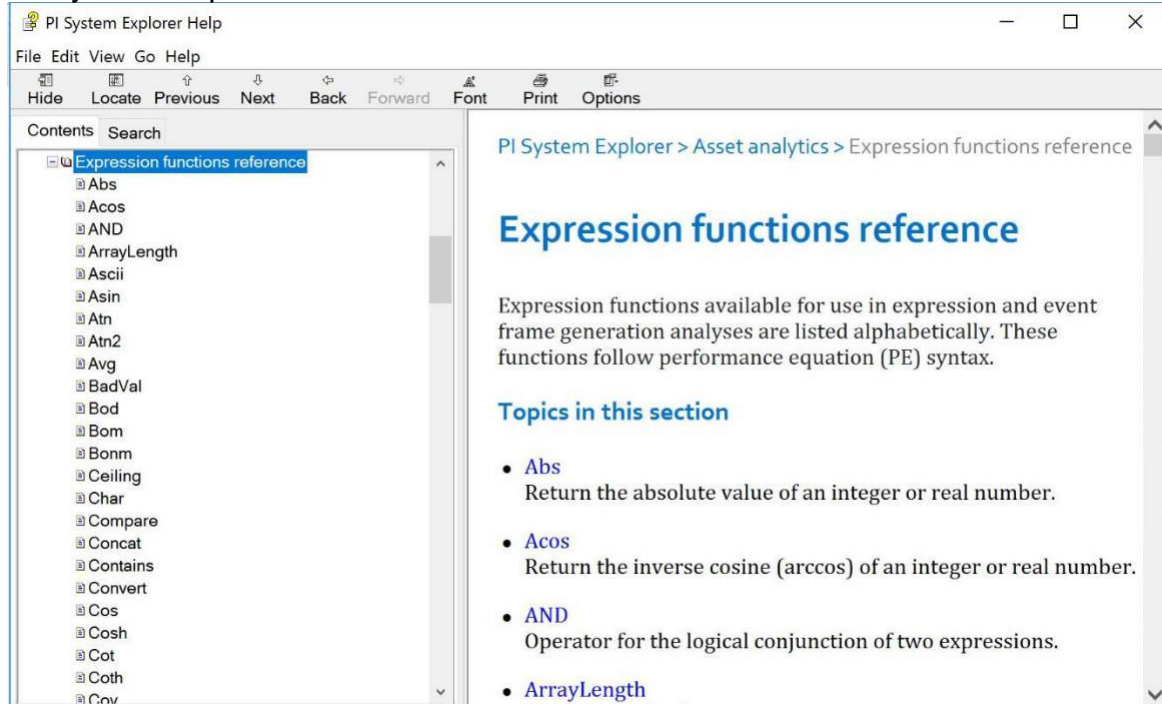 PI System Explorer Help
File Edit View Go Help
Hide Locate Previous Next Back Forward Font Print Options
Contents Search
Expression functions reference
Abs
Acos
AND
ArrayLength
Ascii
Asin
Atn
Atn2
Avg
BadVal
Bod
Bom
Bonm
Ceiling
Char
Compare
Concat
Contains
Convert
Cos
Cosh
Cot
Coth
Cov
PI System Explorer > Asset analytics > Expression functions reference
Expression functions reference
Expression functions available for use in expression and event
frame generation analyses are listed alphabetically. These
functions follow performance equation (PE) syntax.
Topics in this section
• Abs
Return the absolute value of an integer or real number.
• Acos
Return the inverse cosine (arccos) of an integer or real number.
• AND
Operator for the logical conjunction of two expressions.
• ArrayLength